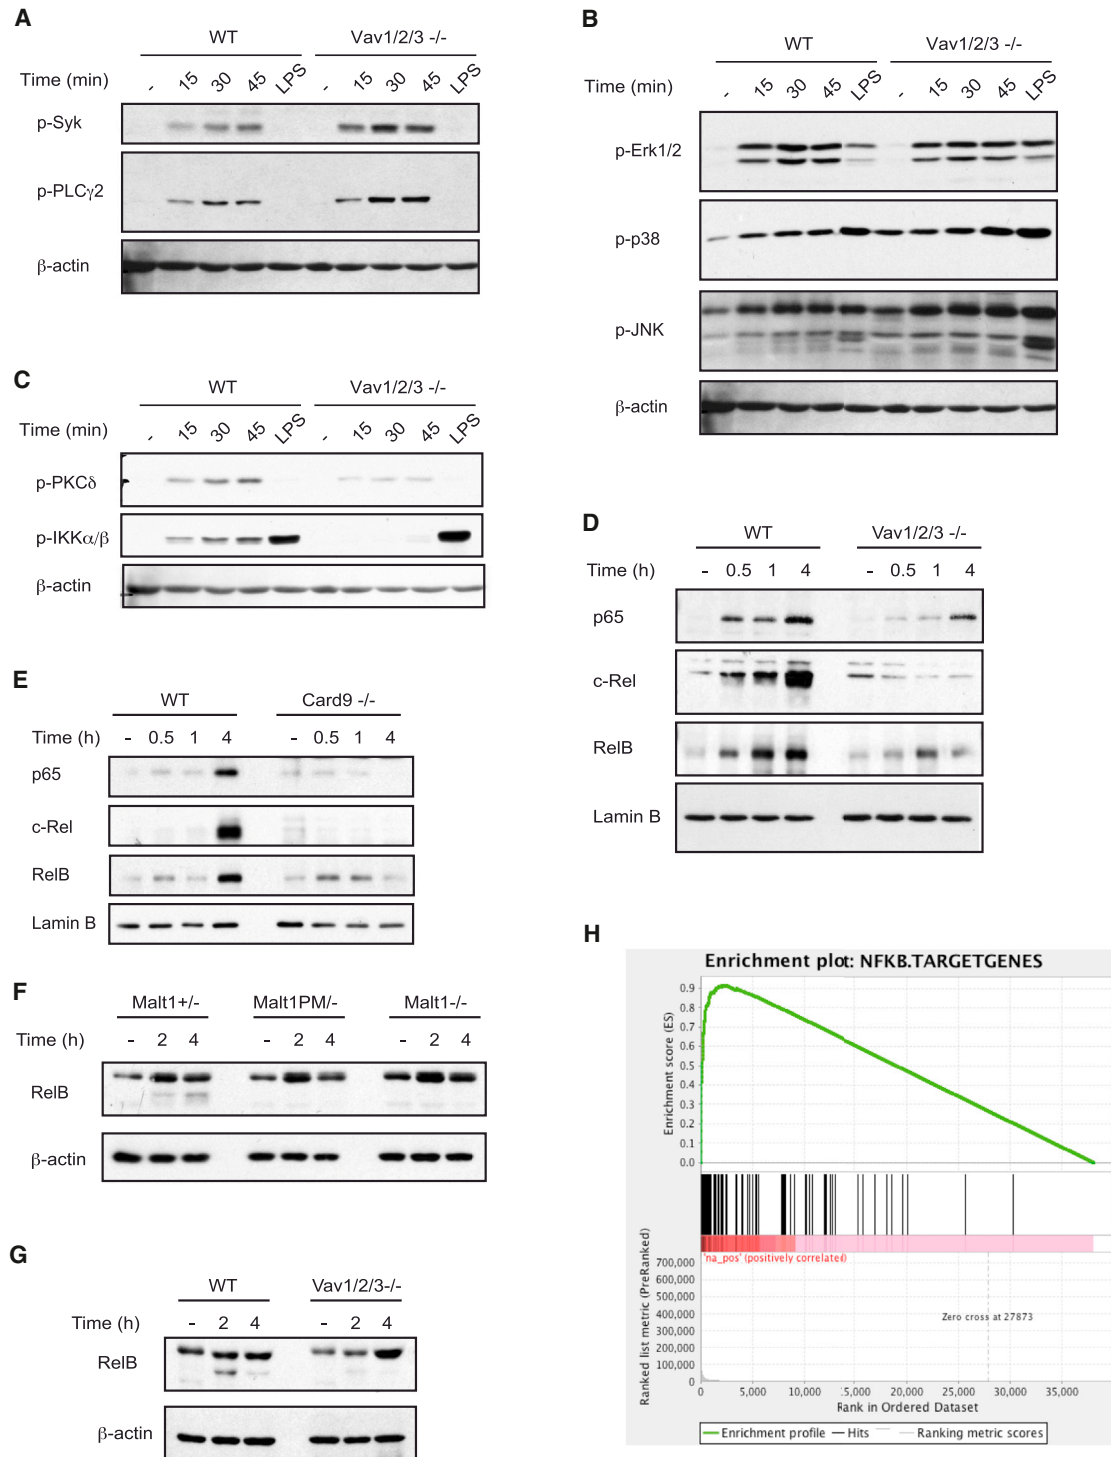 A
WT Vav1/2/3 -/-
Time (min) - 15 30 45 LPS - 15 30 45 LPS
p-Syk
p-PLCγ2
β-actin
B
WT Vav1/2/3 -/-
Time (min) - 15 30 45 LPS - 15 30 45 LPS
p-Erk1/2
p-p38
p-JNK
β-actin
C
WT Vav1/2/3 -/-
Time (min) - 15 30 45 LPS - 15 30 45 LPS
p-PKCδ
p-IKKα/β
β-actin
D
WT Vav1/2/3 -/-
Time (h) - 0.5 1 4 - 0.5 1 4
p65
c-Rel
RelB
Lamin B
E
WT Card9 -/-
Time (h) - 0.5 1 4 - 0.5 1 4
p65
c-Rel
RelB
Lamin B
F
Malt1+/- Malt1PM/- Malt1-/-
Time (h) - 2 4 - 2 4 - 2 4
RelB
β-actin
G
WT Vav1/2/3-/-
Time (h) - 2 4 - 2 4
RelB
β-actin
H
Enrichment plot: NFKB.TARGETGENES
Enrichment score (ES)
0.9
0.8
0.7
0.6
0.5
0.4
0.3
0.2
0.1
0.0
'na_pos' (positively correlated)
Ranked list metric (PreRanked)
700,000
600,000
500,000
400,000
300,000
200,000
100,000
0
Zero cross at 27873
0 5,000 10,000 15,000 20,000 25,000 30,000 35,000
Rank in Ordered Dataset
Enrichment profile Hits Ranking metric scores